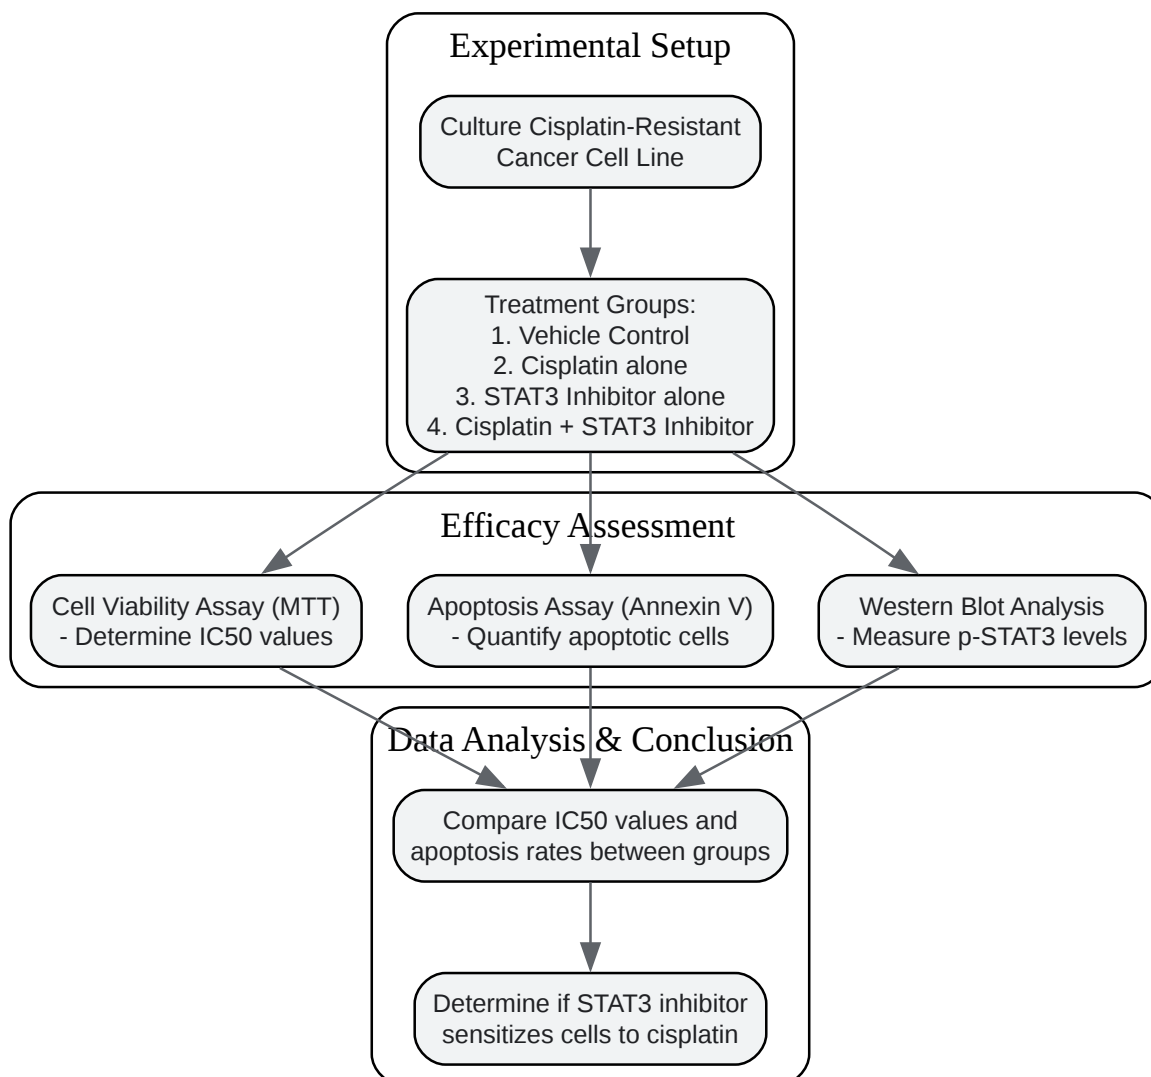 Experimental Setup
Culture Cisplatin-Resistant
Cancer Cell Line
Treatment Groups:
1. Vehicle Control
2. Cisplatin alone
3. STAT3 Inhibitor alone
4. Cisplatin + STAT3 Inhibitor
Efficacy Assessment
Cell Viability Assay (MTT)
- Determine IC50 values
Apoptosis Assay (Annexin V)
- Quantify apoptotic cells
Western Blot Analysis
- Measure p-STAT3 levels
Data Analysis & Conclusion
Compare IC50 values and
apoptosis rates between groups
Determine if STAT3 inhibitor
sensitizes cells to cisplatin